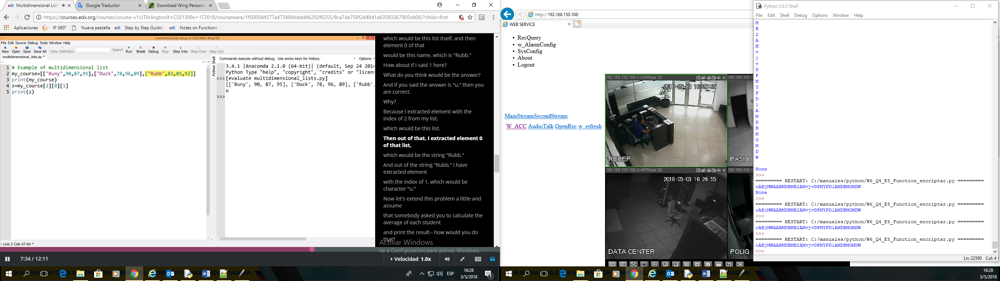 Multidimensional List
Google Traductor
Download Wing Personal
https://courses.edx.org/courses/course-v1:UTArlingtonX+CSE1309x+1T2018/courseware/1f50058d577a473486bddd46202f6355/8ca7da758f2448d1a63583367905cb08/?child=first
Aplicaciones
IP 360°
Nueva pestaña
Step by Step Guideli
Notes on Functions
multidimensional_lists.py (c:\CSE1309x): Wing IDE
File Edit Source Debug Tools Window Help
New Open Save Save All Goto Definition Search Run Break Debug Stop Step Into Step Over Step Out
multidimensional_lists.py *
1 # Example of multidimensional list
2 my_course=[["Buny",90,87,95],["Duck",78,96,89],["Rubb",83,85,92]]
3 print(my_course)
4 z=my_course[2][0][1]
5 print(z)
Line 2 Cols 47-64 *
Python Shell
Commands execute without debug. Use arrow keys for history.
Options
3.4.1 |Anaconda 2.1.0 (64-bit)| (default, Sep 24 2014
Python Type "help", "copyright", "credits" or "licens
>>> [evaluate multidimensional_lists.py]
[['Buny', 90, 87, 95], ['Duck', 78, 96, 89], ['Rubb',
u
>>>
which would be this list itself, and then
element 0 of that
would be this name, which is "Rubb."
How about if I said 1 here?
What do you think would be the answer?
And if you said the answer is "u," then you
are correct.
Why?
Because I extracted element with the
index of 2 from my list,
which would be this list.
Then out of that, I extracted element 0
of that list,
which would be the string "Rubb."
And out of the string "Rubb," I have
extracted element
with the index of 1, which would be
character "u."
Now let's extend this problem a little and
assume
that somebody asked you to calculate the
average of each student
and print the result-- how would you do
that?
Activar Windows
Ve a Configuración para activar Windows.
7:34 / 12:11
Velocidad 1.0x
ESP
16:28
3/5/2018
http://192.168.150.108/
WEB SERVICE
• RecQuery
• w_AlarmConfig
• SysConfig
• About
• Logout
MainStreamSecondStream
W_ACC AudioTalk OpenRec w_refresh
192.168.150.108-1-545Kbps S2
2018-05-03 16:26:55
RECEP
192.168.150.1
PASI 1
192.168.150.108-3-497Kbps S2
2018-05-03 16 26:55
DATA CENTER
192.168.150.1
POLIG
HQ
25
36
Python 3.6.5 Shell
File Edit Shell Debug Options Window Help
M
B
2
A
M
v
j
v
D
P
M
Y
P
D
l
A
M
D
B
M
G
M
D
W
None
>>>
========= RESTART: C:/manuales/python/W6_Q4_E5_Function_encriptar.py =========
oABjMWAABMDBMB2AMvjvDPMYPDlAMDBMGMDW
None
>>>
========= RESTART: C:/manuales/python/W6_Q4_E5_Function_encriptar.py =========
oABjMWAABMDBMB2AMvjvDPMYPDlAMDBMGMDW
>>>
========= RESTART: C:/manuales/python/W6_Q4_E5_Function_encriptar.py =========
oABjMWAABMDBMB2AMvjvDPMYPDlAMDBMGMDW
>>>
========= RESTART: C:/manuales/python/W6_Q4_E5_Function_encriptar.py =========
oABjMWAABMDBMB2AMvjvDPMYPDlAMDBMGMDW
>>>
Ln: 22590 Col: 4
16:28
3/5/2018